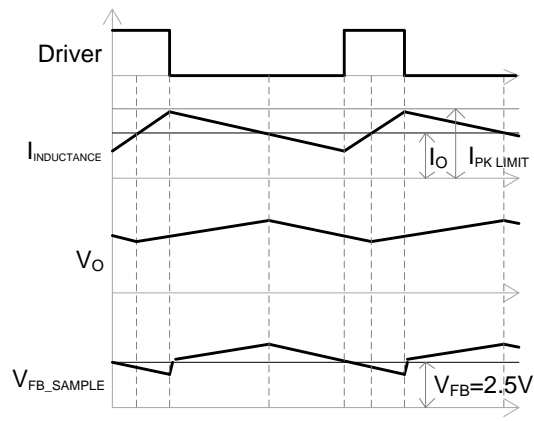 Driver
IINDUCTANCE
IO
IPK LIMIT
VO
VFB_SAMPLE
VFB=2.5V